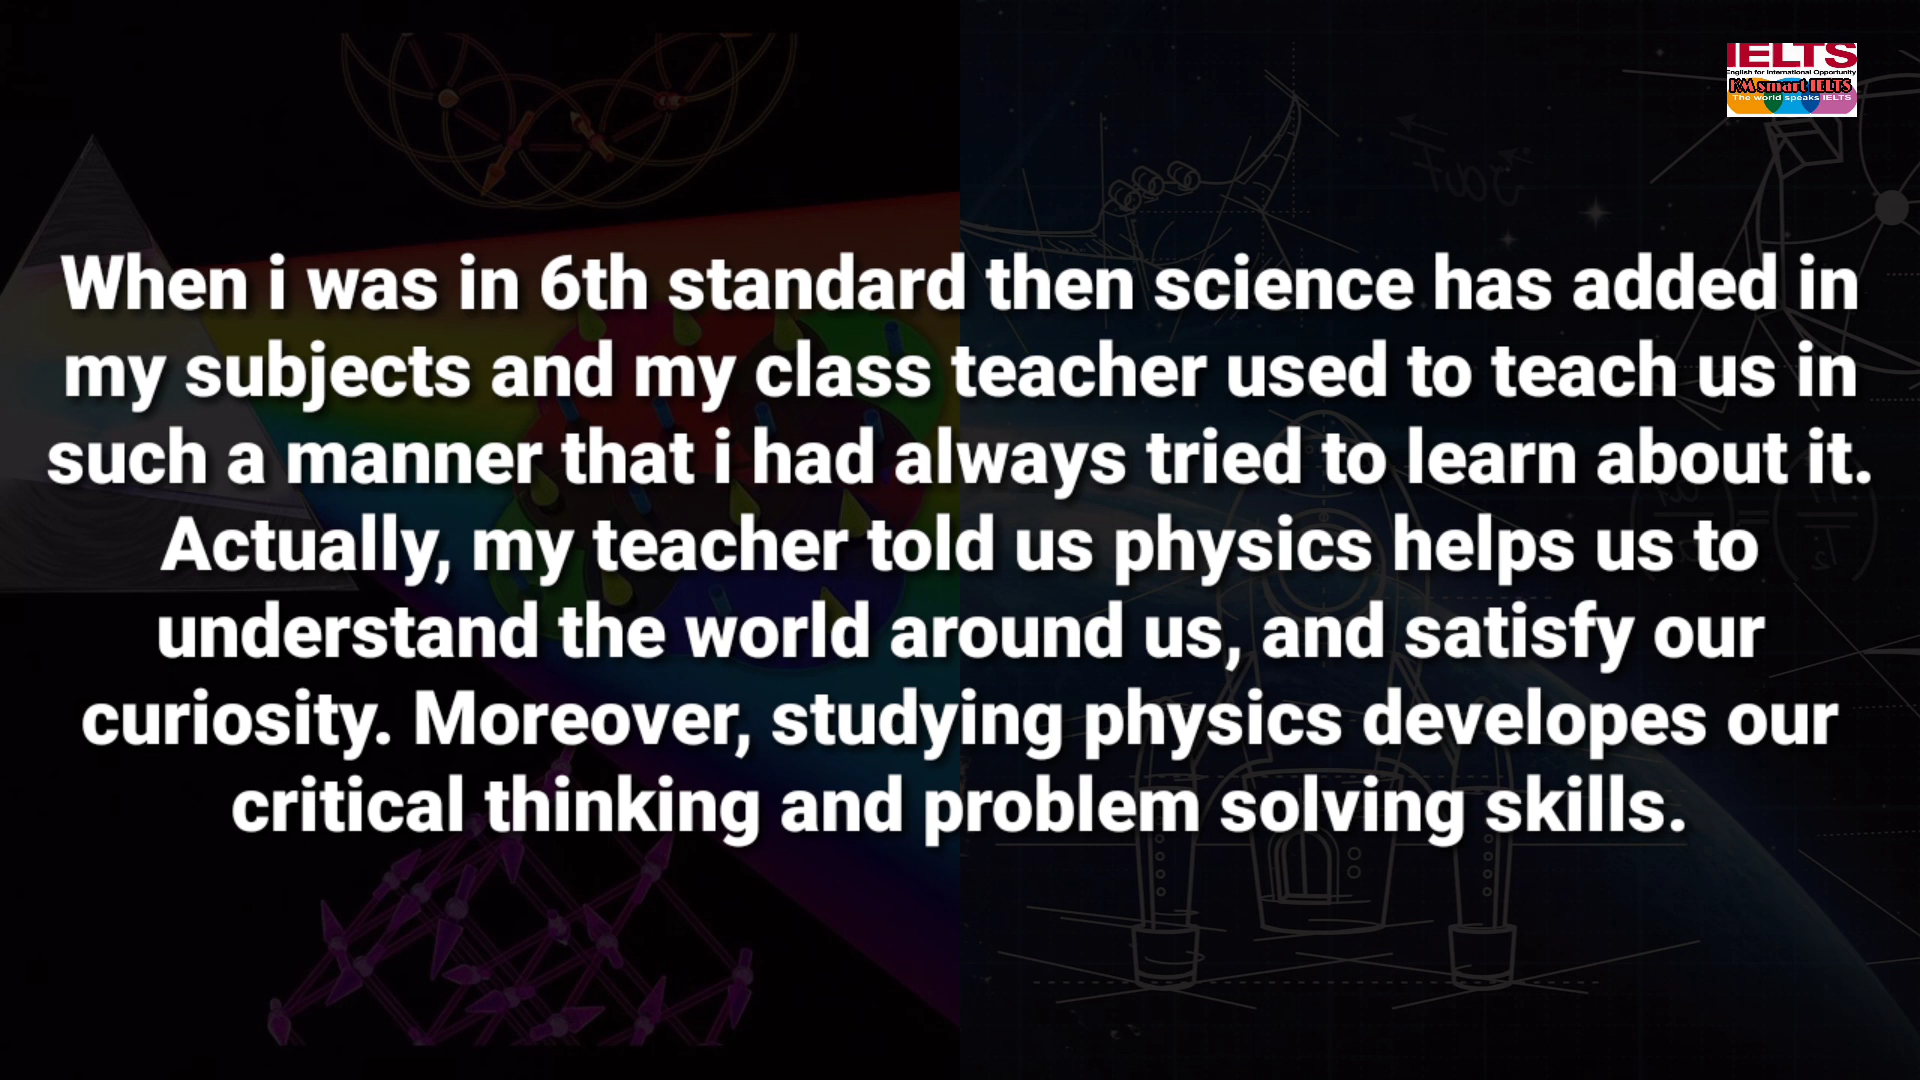 IELTS
English for International Opportunity
KM smart IELTS
The world speaks IELTS
When i was in 6th standard then science has added in
my subjects and my class teacher used to teach us in
such a manner that i had always tried to learn about it.
Actually, my teacher told us physics helps us to
understand the world around us, and satisfy our
curiosity. Moreover, studying physics developes our
critical thinking and problem solving skills.